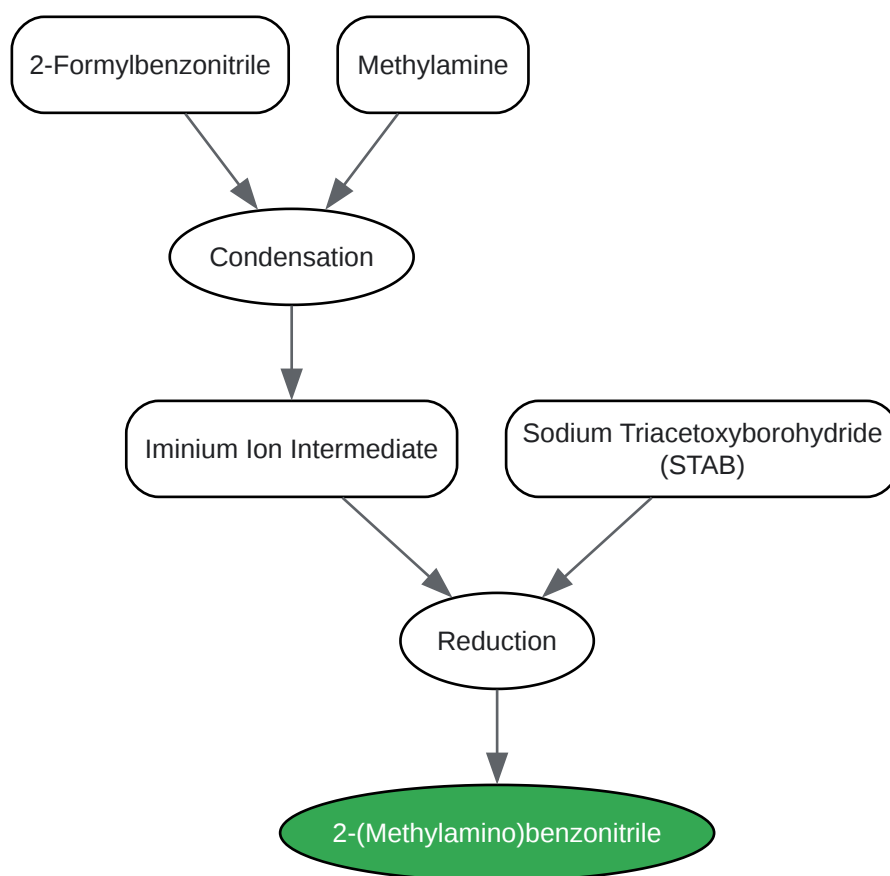 2-Formylbenzonitrile
Methylamine
Condensation
Iminium Ion Intermediate
Sodium Triacetoxyborohydride
(STAB)
Reduction
2-(Methylamino)benzonitrile